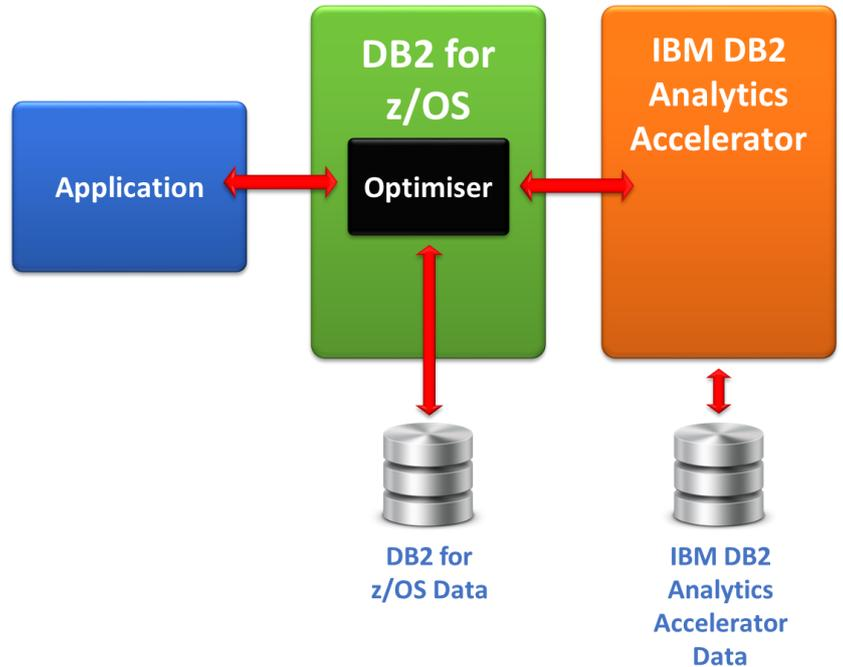 DB2 for
z/OS
IBM DB2
Analytics
Accelerator
Application
Optimiser
DB2 for
z/OS Data
IBM DB2
Analytics
Accelerator
Data